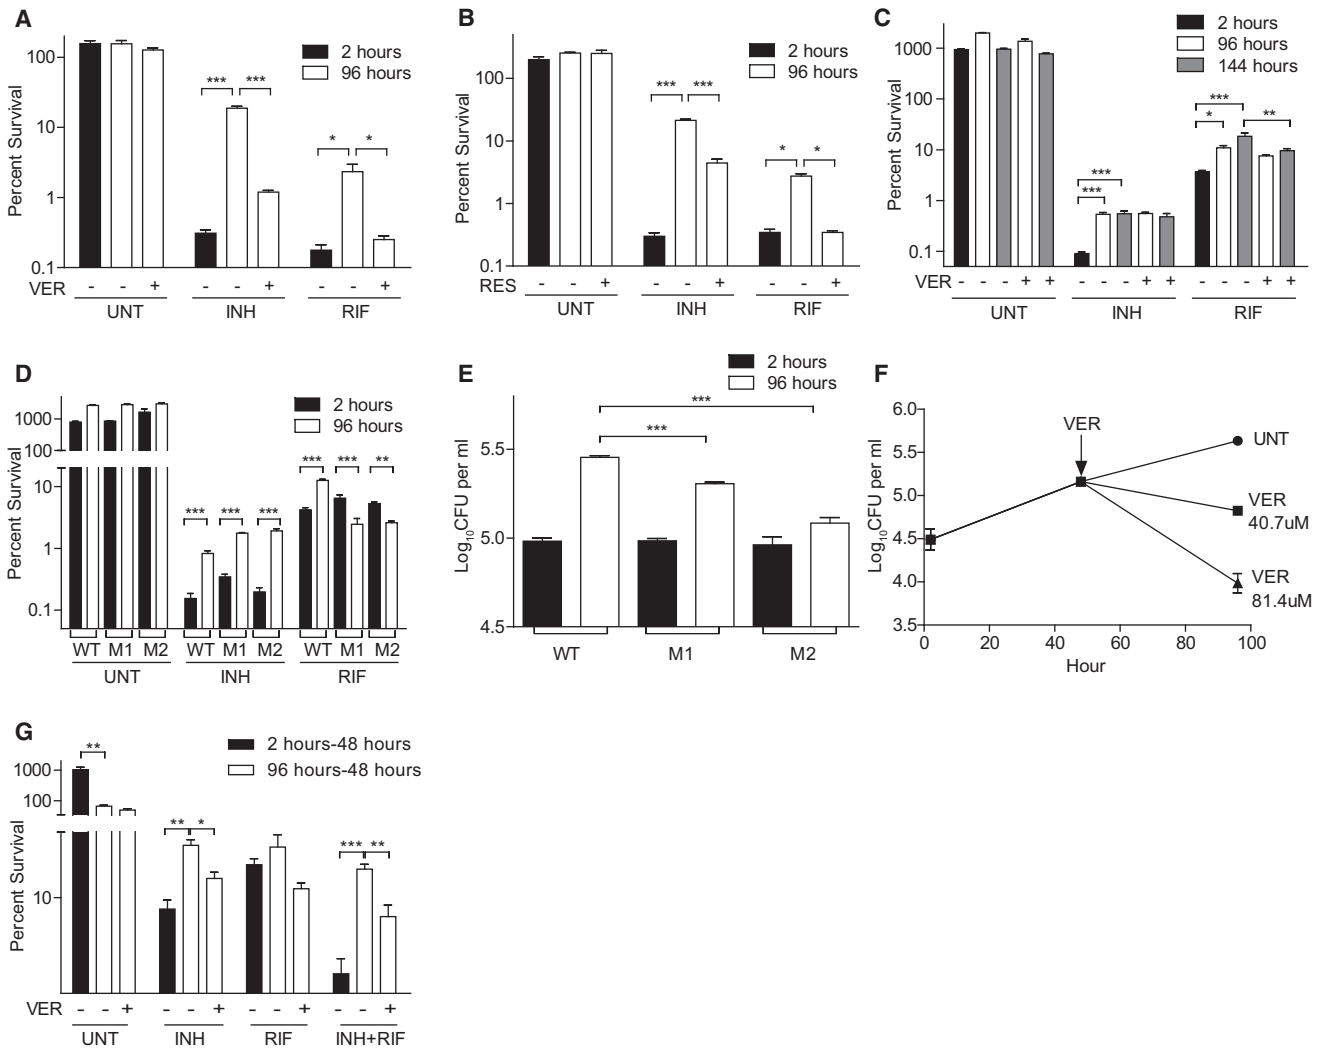 A
Percent Survival
100
10
1
0.1
2 hours
96 hours
*** ***
* *
VER - - + - - + - - +
UNT INH RIF
B
Percent Survival
100
10
1
0.1
2 hours
96 hours
*** ***
* *
RES - - + - - + - - +
UNT INH RIF
C
Percent Survival
1000
100
10
1
0.1
2 hours
96 hours
144 hours
***
* **
***
***
VER - - - + + - - - + + - - - + +
UNT INH RIF
D
Percent Survival
1000
100
10
1
0.1
2 hours
96 hours
*** *** **
*** *** ***
WT M1 M2 WT M1 M2 WT M1 M2
UNT INH RIF
E
Log10CFU per ml
5.5
5.0
4.5
2 hours
96 hours
***
***
WT M1 M2
F
Log10CFU per ml
6.0
5.5
5.0
4.5
4.0
3.5
VER
UNT
VER
40.7uM
VER
81.4uM
0 20 40 60 80 100
Hour
G
Percent Survival
1000
100
10
2 hours-48 hours
96 hours-48 hours
**
** *
*** **
VER - - + - - + - - + - - +
UNT INH RIF INH+RIF